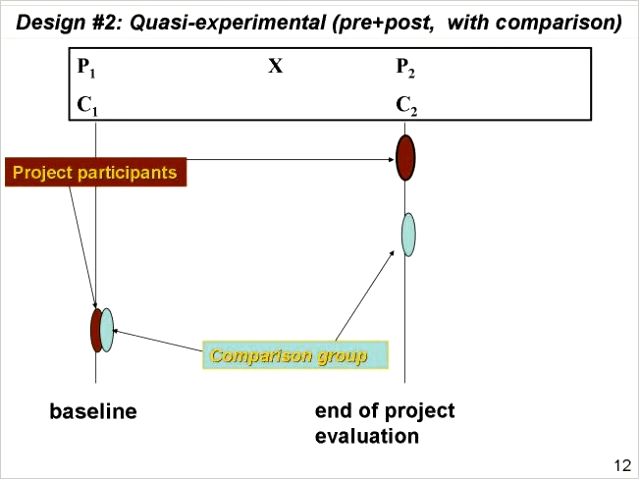 Design #2: Quasi-experimental (pre+post, with comparison)
P1 X P2
C1 C2
Project participants
Comparison group
baseline
end of project
evaluation
12